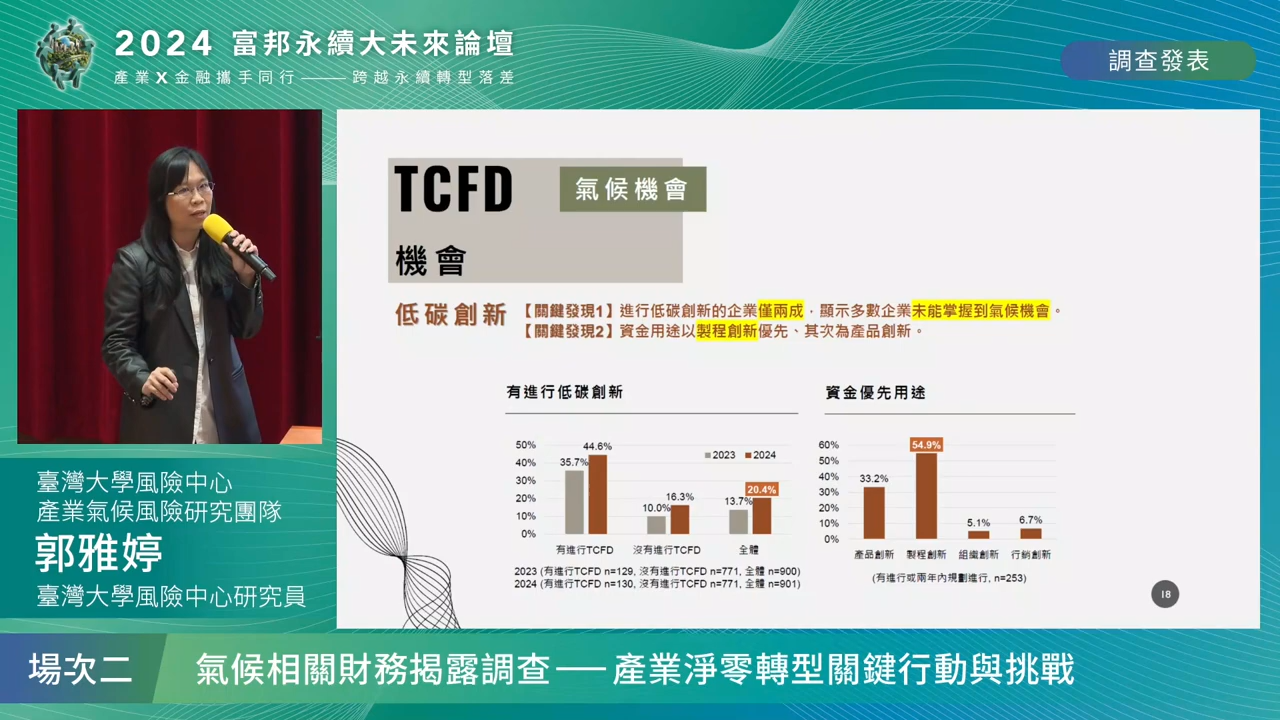 2024 富邦永續大未來論壇
產業X金融攜手同行——跨越永續轉型落差
調查發表
TCFD
氣候機會
機會
低碳創新
【關鍵發現1】進行低碳創新的企業僅兩成，顯示多數企業未能掌握到氣候機會。
【關鍵發現2】資金用途以製程創新優先、其次為產品創新。
有進行低碳創新
50%
40%
30%
20%
10%
0%
2023
2024
35.7%
44.6%
10.0%
16.3%
13.7%
20.4%
有進行TCFD
沒有進行TCFD
全體
2023 (有進行TCFD n=129, 沒有進行TCFD n=771, 全體 n=900)
2024 (有進行TCFD n=130, 沒有進行TCFD n=771, 全體 n=901)
資金優先用途
60%
50%
40%
30%
20%
10%
0%
33.2%
54.9%
5.1%
6.7%
產品創新
製程創新
組織創新
行銷創新
(有進行或兩年內規劃進行, n=253)
18
臺灣大學風險中心
產業氣候風險研究團隊
郭雅婷
臺灣大學風險中心研究員
場次二
氣候相關財務揭露調查——產業淨零轉型關鍵行動與挑戰